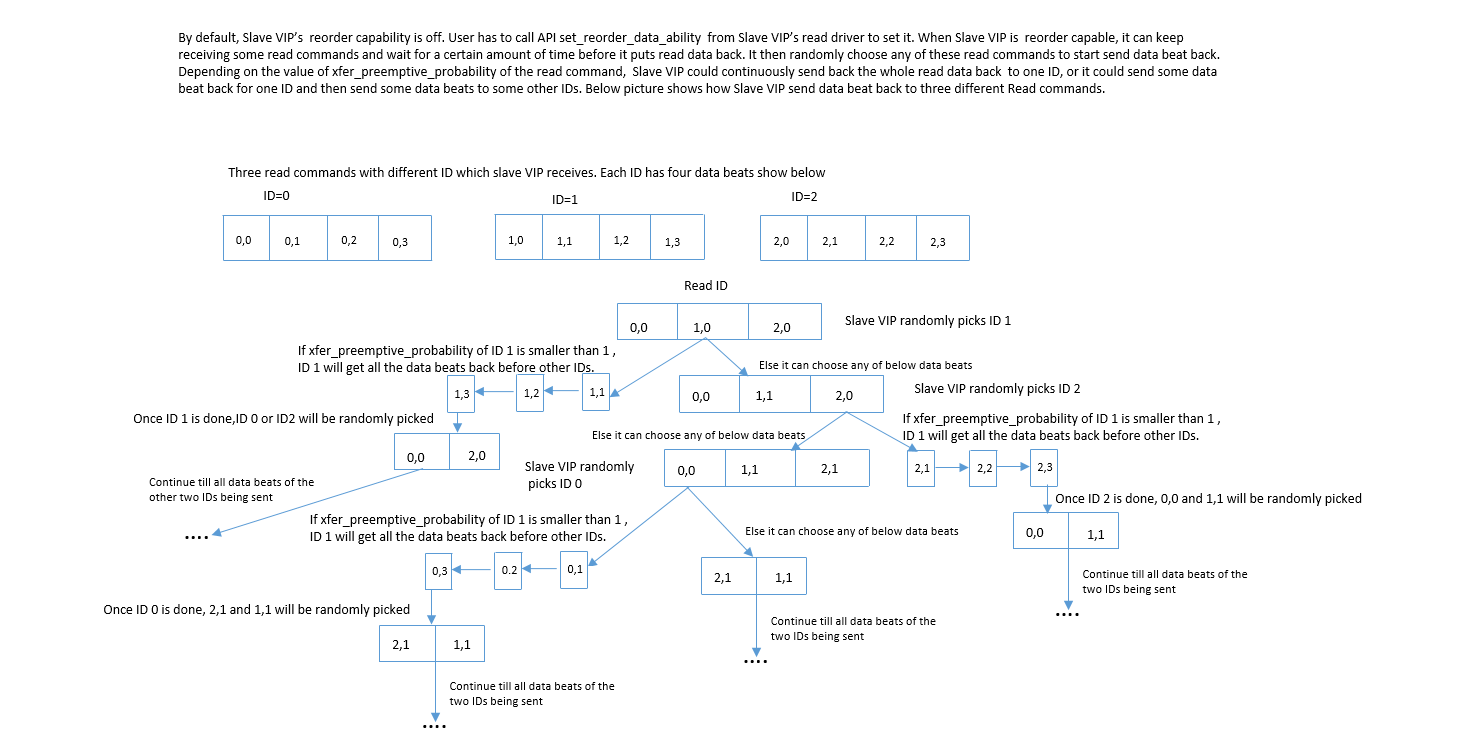 By default, Slave VIP's reorder capability is off. User has to call API set_reorder_data_ability from Slave VIP's read driver to set it. When Slave VIP is reorder capable, it can keep
receiving some read commands and wait for a certain amount of time before it puts read data back. It then randomly choose any of these read commands to start send data beat back.
Depending on the value of xfer_preemptive_probability of the read command, Slave VIP could continuously send back the whole read data back to one ID, or it could send some data
beat back for one ID and then send some data beats to some other IDs. Below picture shows how Slave VIP send data beat back to three different Read commands.
Three read commands with different ID which slave VIP receives. Each ID has four data beats show below
ID=0
ID=1
ID=2
0,0 0,1 0,2 0,3
1,0 1,1 1,2 1,3
2,0 2,1 2,2 2,3
Read ID
0,0 1,0 2,0
Slave VIP randomly picks ID 1
If xfer_preemptive_probability of ID 1 is smaller than 1 ,
ID 1 will get all the data beats back before other IDs.
Else it can choose any of below data beats
1,3 1,2 1,1
0,0 1,1 2,0
Slave VIP randomly picks ID 2
Once ID 1 is done,ID 0 or ID2 will be randomly picked
If xfer_preemptive_probability of ID 1 is smaller than 1 ,
ID 1 will get all the data beats back before other IDs.
Else it can choose any of below data beats
0,0 2,0
Slave VIP randomly
picks ID 0
0,0 1,1 2,1
2,1 2,2 2,3
Continue till all data beats of the
other two IDs being sent
....
Once ID 2 is done, 0,0 and 1,1 will be randomly picked
0,0 1,1
If xfer_preemptive_probability of ID 1 is smaller than 1 ,
ID 1 will get all the data beats back before other IDs.
Else it can choose any of below data beats
0,3 0.2 0,1
2,1 1,1
Continue till all data beats of the
two IDs being sent
....
Once ID 0 is done, 2,1 and 1,1 will be randomly picked
2,1 1,1
Continue till all data beats of the
two IDs being sent
....
Continue till all data beats of the
two IDs being sent
....